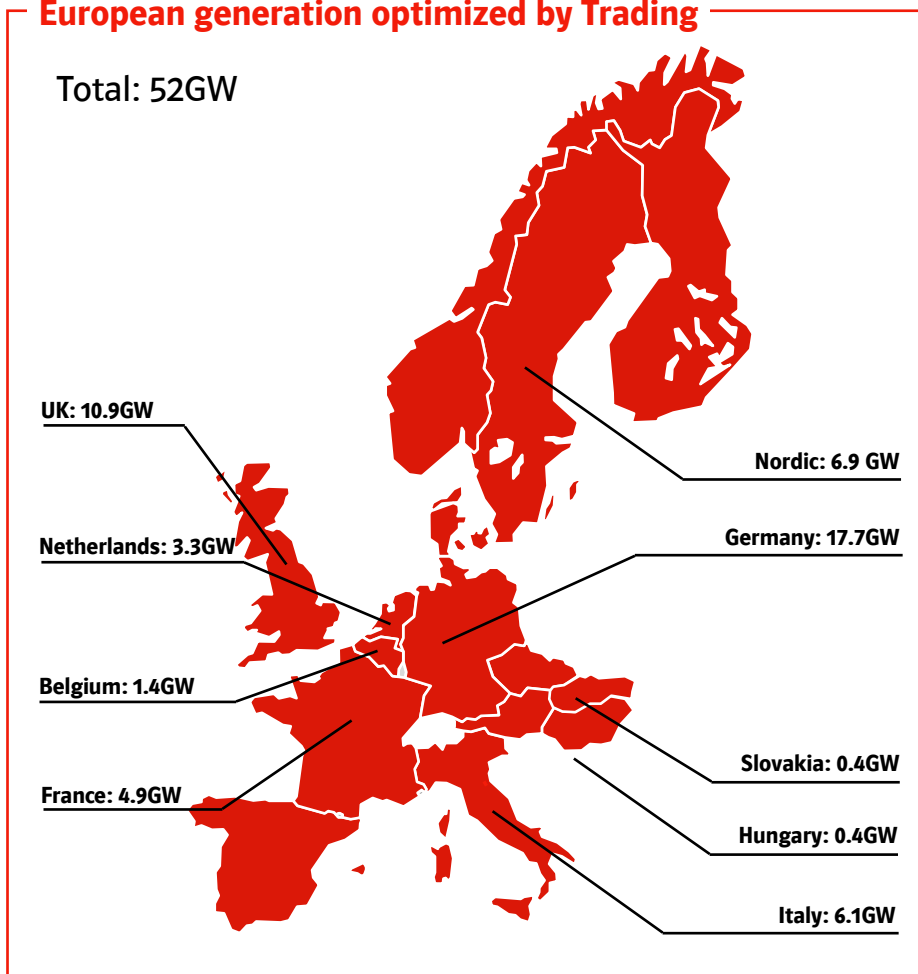 European generation optimized by Trading
Total: 52GW
UK: 10.9GW
Nordic: 6.9 GW
Netherlands: 3.3GW
Germany: 17.7GW
Belgium: 1.4GW
Slovakia: 0.4GW
France: 4.9GW
Hungary: 0.4GW
Italy: 6.1GW